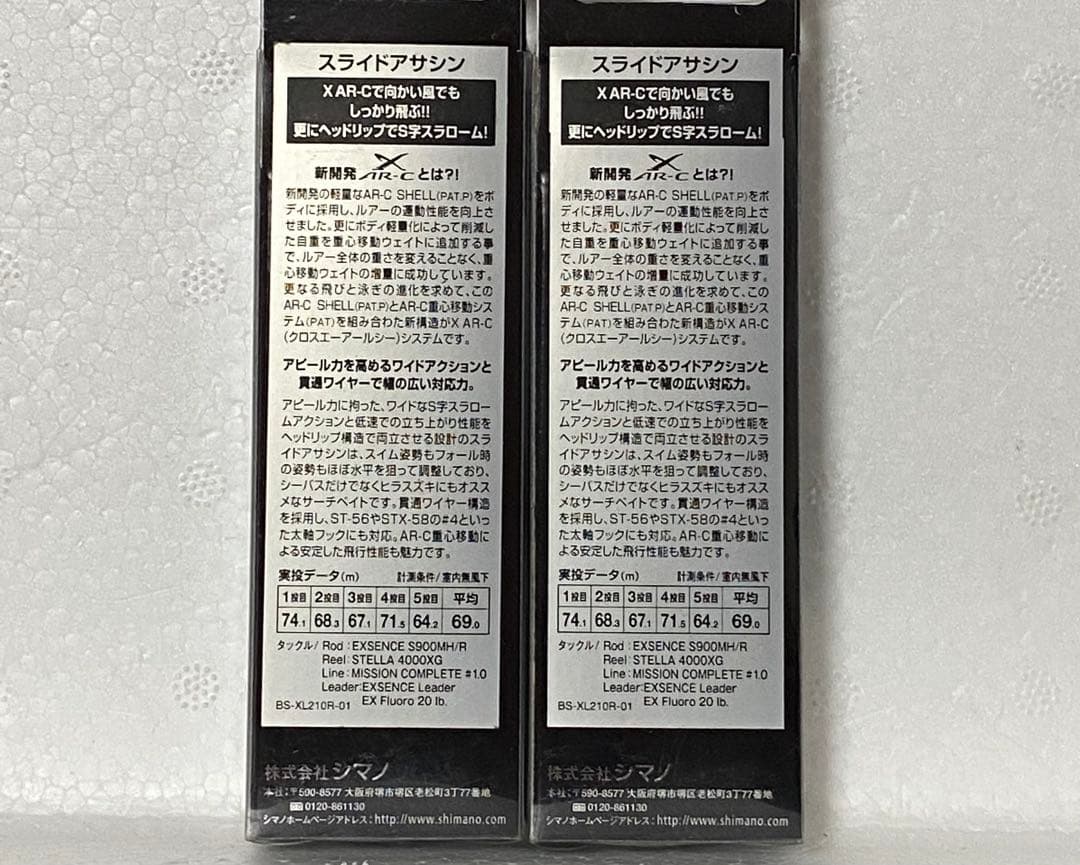 スライドアサシン
X AR-Cで向かい風でも
しっかり飛ぶ!!
更にヘッドリップでS字スラローム!
新開発 X AR-C とは?!
新開発の軽量なAR-C SHELL(PAT.P)をボ
ディに採用し、ルアーの運動性能を向上さ
せました。更にボディ軽量化によって削減し
た自重を重心移動ウェイトに追加する事
で、ルアー全体の重さを変えることなく、重
心移動ウェイトの増量に成功しています。
更なる飛びと泳ぎの進化を求めて、この
AR-C SHELL(PAT.P)とAR-C重心移動シス
テム(PAT)を組み合わた新構造がX AR-C
(クロスエーアールシー)システムです。
アピール力を高めるワイドアクションと
貫通ワイヤーで幅の広い対応力。
アピール力に拘った、ワイドなS字スラロー
ムアクションと低速での立ち上がり性能を
ヘッドリップ構造で両立させる設計のスラ
イドアサシンは、スイム姿勢もフォール時
の姿勢もほぼ水平を狙って調整しており、
シーバスだけでなくヒラスズキにもオスス
メなサーチベイトです。貫通ワイヤー構造
を採用し、ST-56やSTX-58の#4といっ
た太軸フックにも対応。AR-C重心移動に
よる安定した飛行性能も魅力です。
実投データ(m) 計測条件/室内無風下
1投目 2投目 3投目 4投目 5投目 平均
74.1 68.3 67.1 71.5 64.2 69.0
タックル/ Rod:EXSENCE S900MH/R
Reel:STELLA 4000XG
Line:MISSION COMPLETE #1.0
Leader:EXSENCE Leader
BS-XL210R-01 EX Fluoro 20 lb.
株式会社シマノ
本社:〒590-8577 大阪府堺市堺区老松町3丁77番地
0120-861130
シマノホームページアドレス:http://www.shimano.com
スライドアサシン
X AR-Cで向かい風でも
しっかり飛ぶ!!
更にヘッドリップでS字スラローム!
新開発 X AR-C とは?!
新開発の軽量なAR-C SHELL(PAT.P)をボ
ディに採用し、ルアーの運動性能を向上さ
せました。更にボディ軽量化によって削減し
た自重を重心移動ウェイトに追加する事
で、ルアー全体の重さを変えることなく、重
心移動ウェイトの増量に成功しています。
更なる飛びと泳ぎの進化を求めて、この
AR-C SHELL(PAT.P)とAR-C重心移動シス
テム(PAT)を組み合わた新構造がX AR-C
(クロスエーアールシー)システムです。
アピール力を高めるワイドアクションと
貫通ワイヤーで幅の広い対応力。
アピール力に拘った、ワイドなS字スラロー
ムアクションと低速での立ち上がり性能を
ヘッドリップ構造で両立させる設計のスラ
イドアサシンは、スイム姿勢もフォール時
の姿勢もほぼ水平を狙って調整しており、
シーバスだけでなくヒラスズキにもオスス
メなサーチベイトです。貫通ワイヤー構造
を採用し、ST-56やSTX-58の#4といっ
た太軸フックにも対応。AR-C重心移動に
よる安定した飛行性能も魅力です。
実投データ(m) 計測条件/室内無風下
1投目 2投目 3投目 4投目 5投目 平均
74.1 68.3 67.1 71.5 64.2 69.0
タックル/ Rod:EXSENCE S900MH/R
Reel:STELLA 4000XG
Line:MISSION COMPLETE #1.0
Leader:EXSENCE Leader
BS-XL210R-01 EX Fluoro 20 lb.
株式会社シマノ
本社:〒590-8577 大阪府堺市堺区老松町3丁77番地
0120-861130
シマノホームページアドレス:http://www.shimano.com